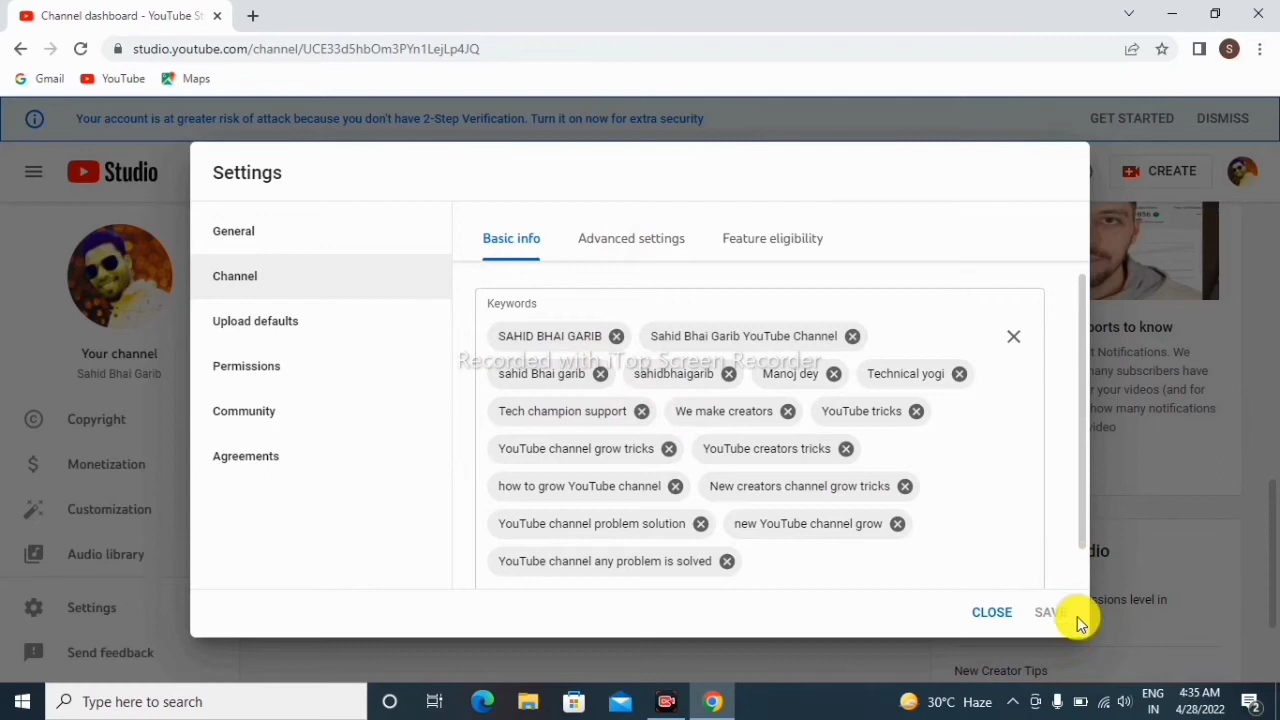 Channel dashboard - YouTube St
studio.youtube.com/channel/UCE33d5hbOm3PYn1LejLp4JQ
S
Gmail YouTube Maps
Your account is at greater risk of attack because you don't have 2-Step Verification. Turn it on now for extra security GET STARTED DISMISS
Studio
CREATE
Settings
General
Channel
Upload defaults
Permissions
Community
Agreements
Basic info Advanced settings Feature eligibility
Keywords
SAHID BHAI GARIB Sahid Bhai Garib YouTube Channel
Recorded with iTop Screen Recorder
sahid Bhai garib sahidbhaigarib Manoj dey Technical yogi
Tech champion support We make creators YouTube tricks
YouTube channel grow tricks YouTube creators tricks
how to grow YouTube channel New creators channel grow tricks
YouTube channel problem solution new YouTube channel grow
YouTube channel any problem is solved
CLOSE SAVE
Your channel
Sahid Bhai Garib
Copyright
Monetization
Customization
Audio library
Settings
Send feedback
orts to know
t Notifications. We
many subscribers have
your videos (and for
how many notifications
video
dio
issions level in
New Creator Tips
Type here to search
30°C Haze
ENG
IN
4:35 AM
4/28/2022
2